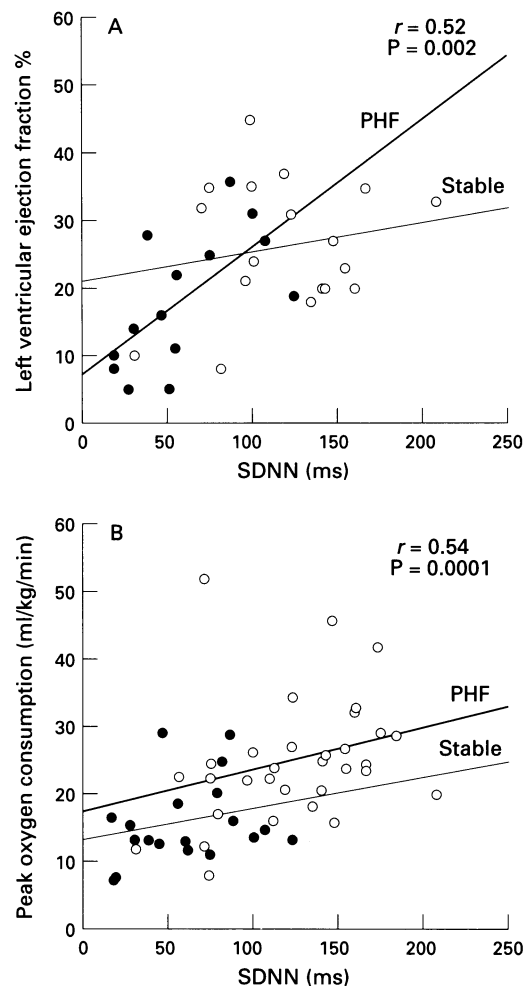 A
r = 0.52
P = 0.002
PHF
Stable
Left ventricular ejection fraction %
60
50
40
30
20
10
0
0 50 100 150 200 250
SDNN (ms)
B
r = 0.54
P = 0.0001
PHF
Stable
Peak oxygen consumption (ml/kg/min)
60
50
40
30
20
10
0
0 50 100 150 200 250
SDNN (ms)